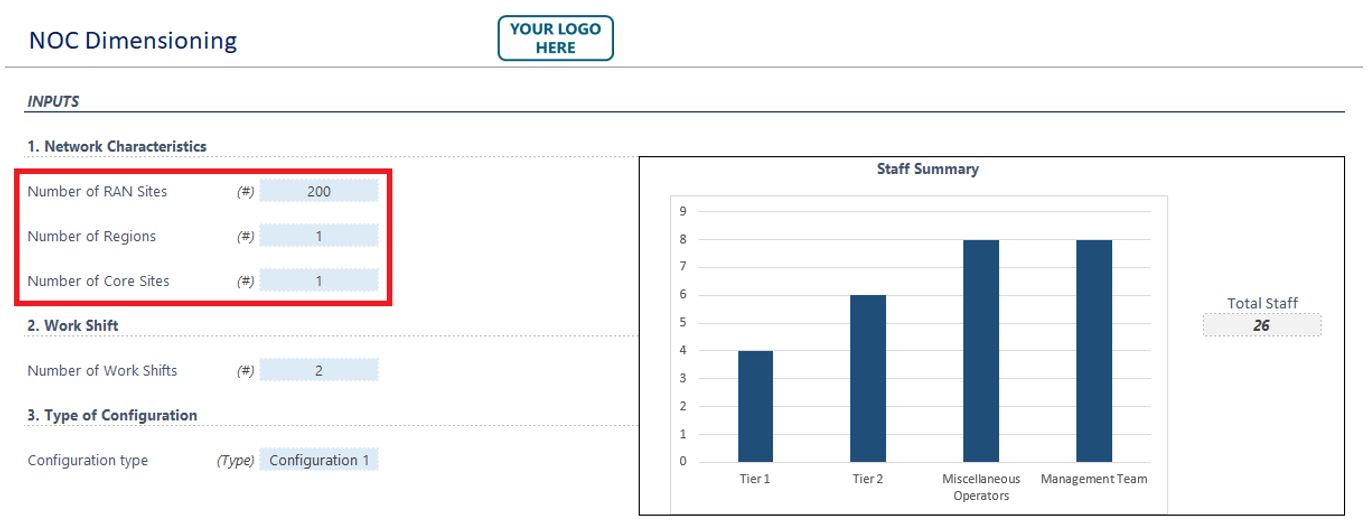 NOC Dimensioning
YOUR LOGO
HERE
INPUTS
1. Network Characteristics
Number of RAN Sites (#) 200
Number of Regions (#) 1
Number of Core Sites (#) 1
2. Work Shift
Number of Work Shifts (#) 2
3. Type of Configuration
Configuration type (Type) Configuration 1
Staff Summary
9
8
7
6
5
4
3
2
1
0
Tier 1 Tier 2 Miscellaneous Management Team
Operators
Total Staff
26